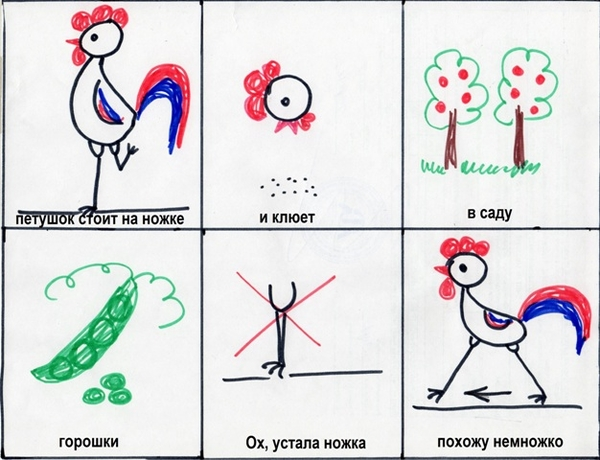 петушок стоит на ножке
и клюет
в саду
горошки
Ох, устала ножка
похожу немножко